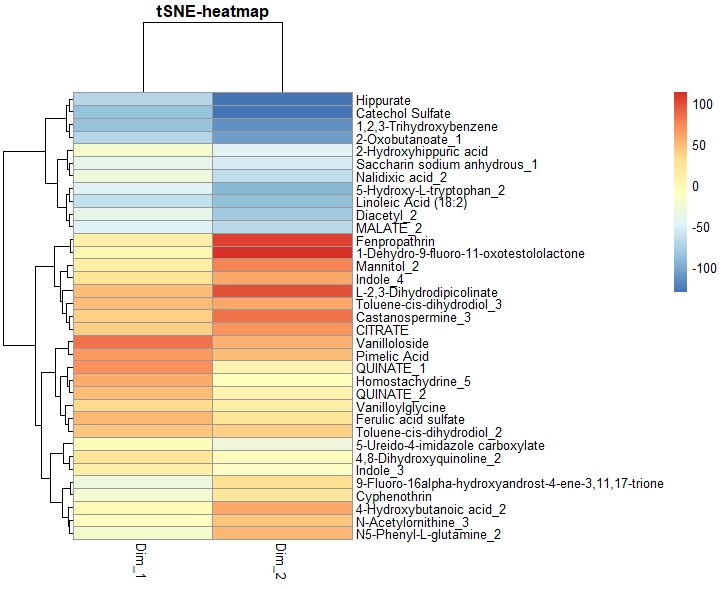 tSNE-heatmap
Hippurate
Catechol Sulfate
1,2,3-Trihydroxybenzene
2-Oxobutanoate_1
2-Hydroxyhippuric acid
Saccharin sodium anhydrous_1
Nalidixic acid_2
5-Hydroxy-L-tryptophan_2
Linoleic Acid (18:2)
Diacetyl_2
MALATE_2
Fenpropathrin
1-Dehydro-9-fluoro-11-oxotestololactone
Mannitol_2
Indole_4
L-2,3-Dihydrodipicolinate
Toluene-cis-dihydrodiol_3
Castanospermine_3
CITRATE
Vanilloloside
Pimelic Acid
QUINATE_1
Homostachydrine_5
QUINATE_2
Vanilloylglycine
Ferulic acid sulfate
Toluene-cis-dihydrodiol_2
5-Ureido-4-imidazole carboxylate
4,8-Dihydroxyquinoline_2
Indole_3
9-Fluoro-16alpha-hydroxyandrost-4-ene-3,11,17-trione
Cyphenothrin
4-Hydroxybutanoic acid_2
N-Acetylornithine_3
N5-Phenyl-L-glutamine_2
Dim_1
Dim_2
100
50
0
-50
-100